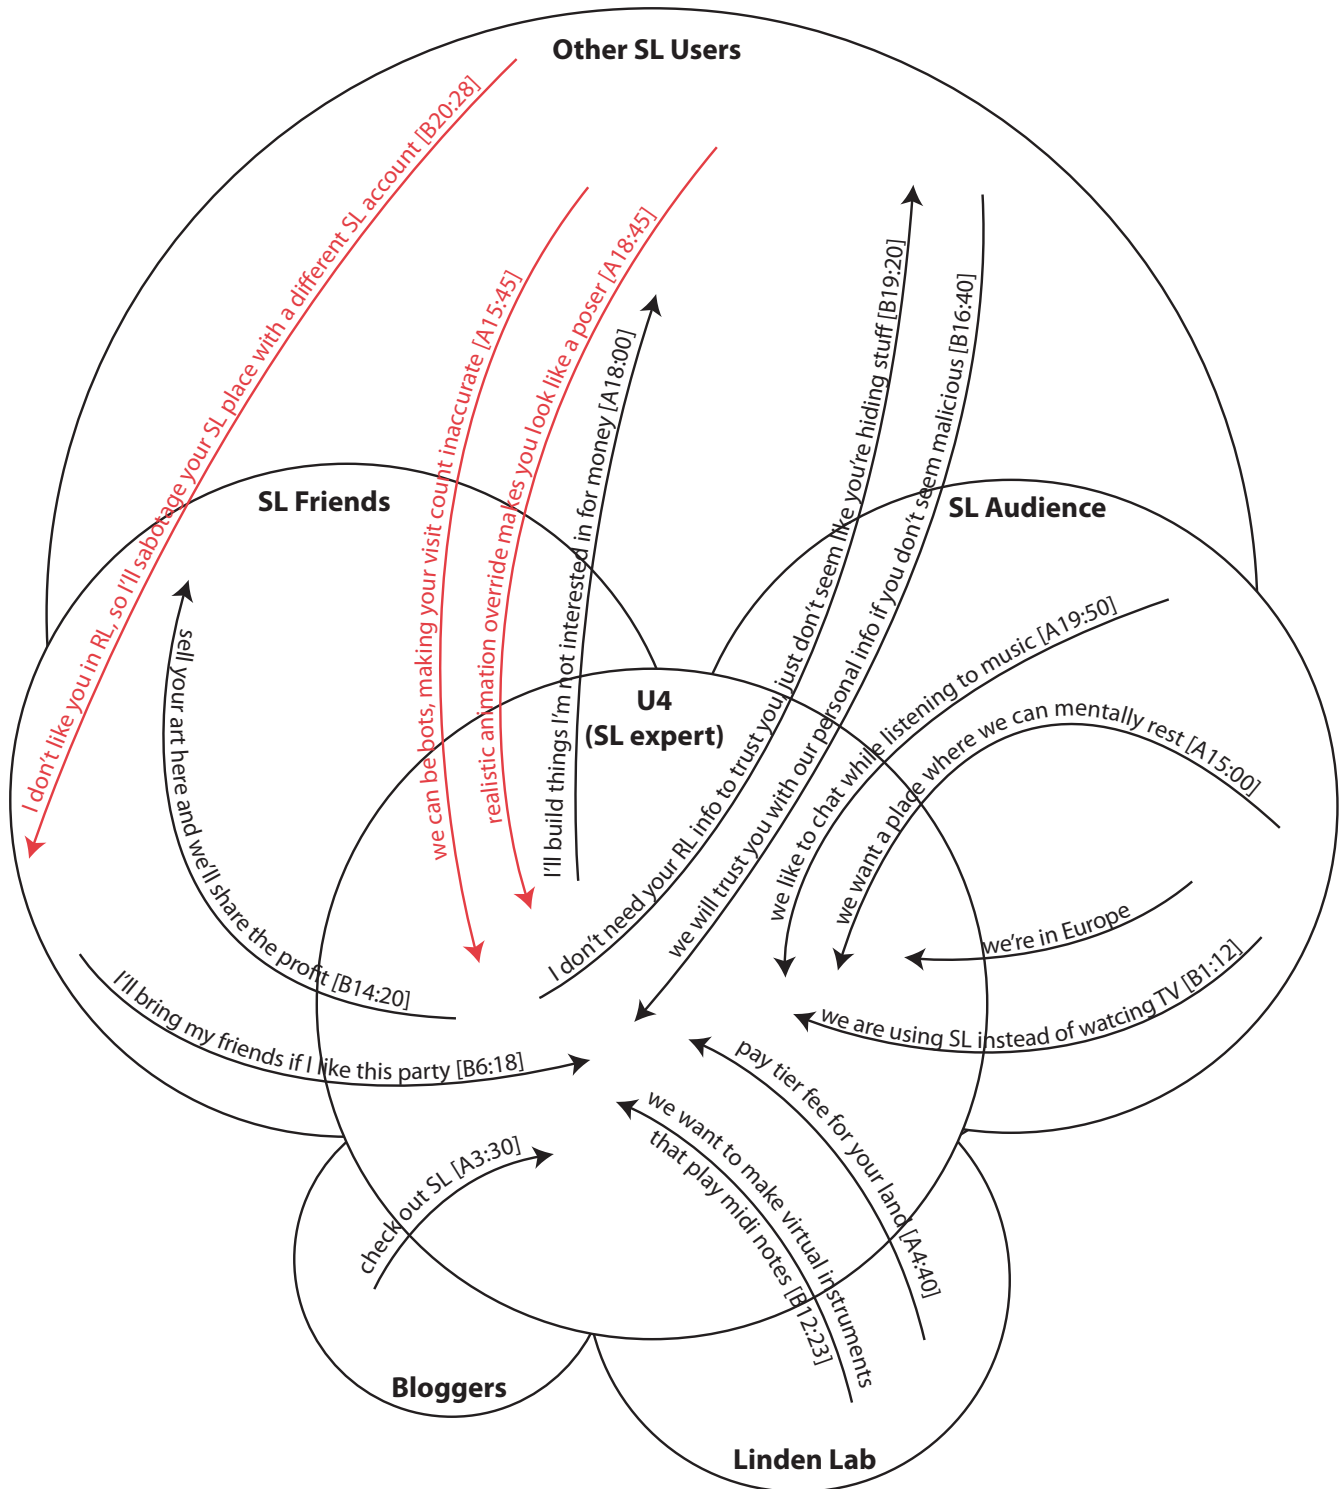 Other SL Users
I don't like you in RL, so I'll sabotage your SL place with a different SL account [B20:28]
we can be bots, making your visit count inaccurate [A15:45]
realistic animation override makes you look like a poser [A18:45]
I'll build things I'm not interested in for money [A18:00]
I don't need your RL info to trust you, just don't seem like you're hiding stuff [B19:20]
we will trust you with our personal info if you don't seem malicious [B16:40]
SL Friends
SL Audience
sell your art here and we'll share the profit [B14:20]
I'll bring my friends if I like this party [B6:18]
U4
(SL expert)
we like to chat while listening to music [A19:50]
we want a place where we can mentally rest [A15:00]
we're in Europe
we are using SL instead of watcing TV [B1:12]
pay tier fee for your land [A4:40]
we want to make virtual instruments
that play midi notes [B12:23]
check out SL [A3:30]
Bloggers
Linden Lab